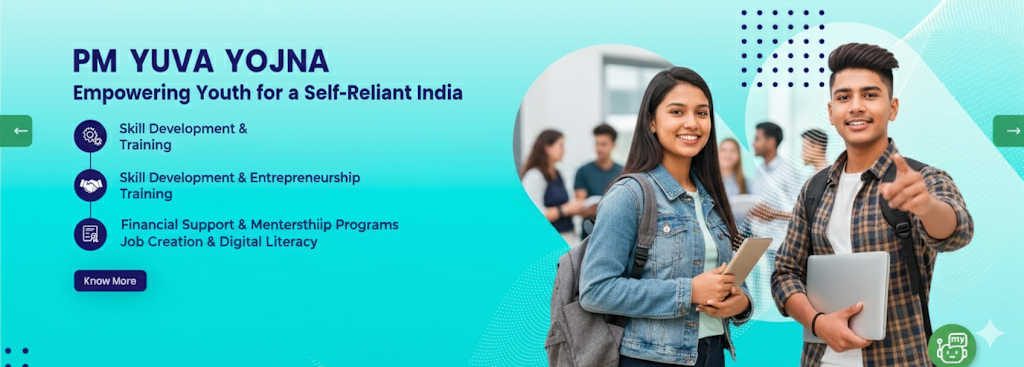 PM YUVA YOJNA
Empowering Youth for a Self-Reliant India
Skill Development &
Training
Skill Development & Entrepreneurship
Training
Financial Support & Mentersthiip Programs
Job Creation & Digital Literacy
Know More
my